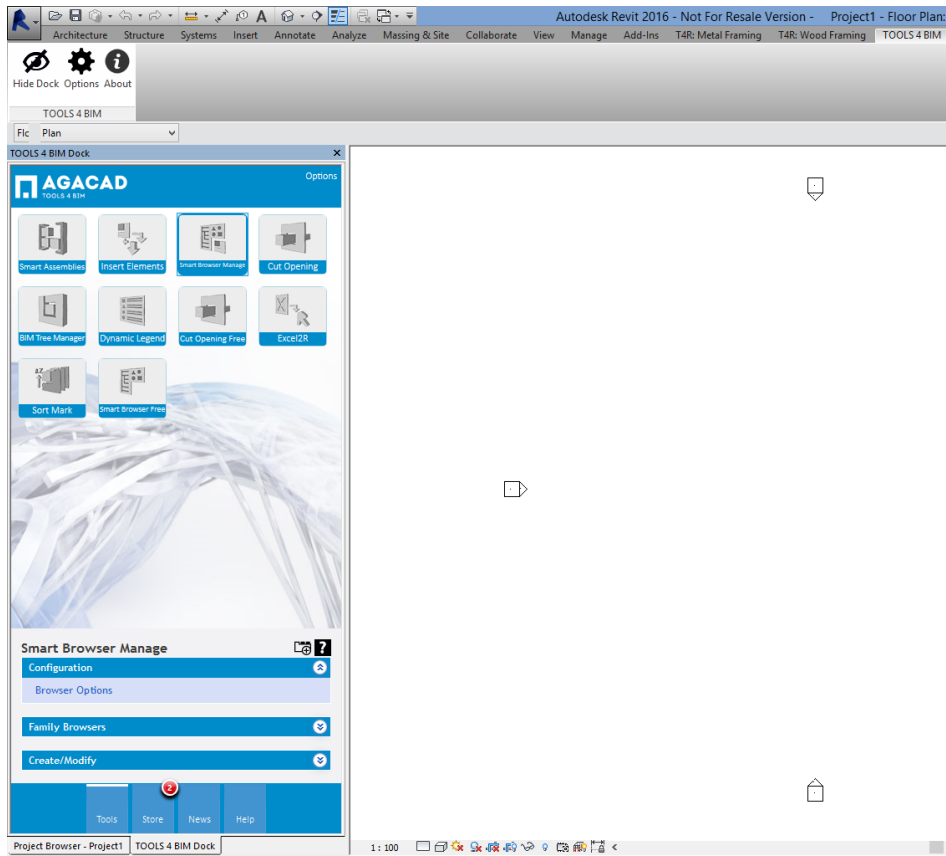 Autodesk Revit 2016 - Not For Resale Version - Project1 - Floor Plan:
Architecture Structure Systems Insert Annotate Analyze Massing & Site Collaborate View Manage Add-Ins T4R: Metal Framing T4R: Wood Framing TOOLS 4 BIM
Hide Dock Options About
TOOLS 4 BIM
Flc Plan
TOOLS 4 BIM Dock
Options
AGACAD
TOOLS 4 BIM
Smart Assemblies Insert Elements Smart Browser Manage Cut Opening
BIM Tree Manager Dynamic Legend Cut Opening Free Excel2R
Sort Mark Smart Browser Free
Smart Browser Manage
Configuration
Browser Options
Family Browsers
Create/Modify
2
Tools Store News Help
Project Browser - Project1 TOOLS 4 BIM Dock
1 : 100